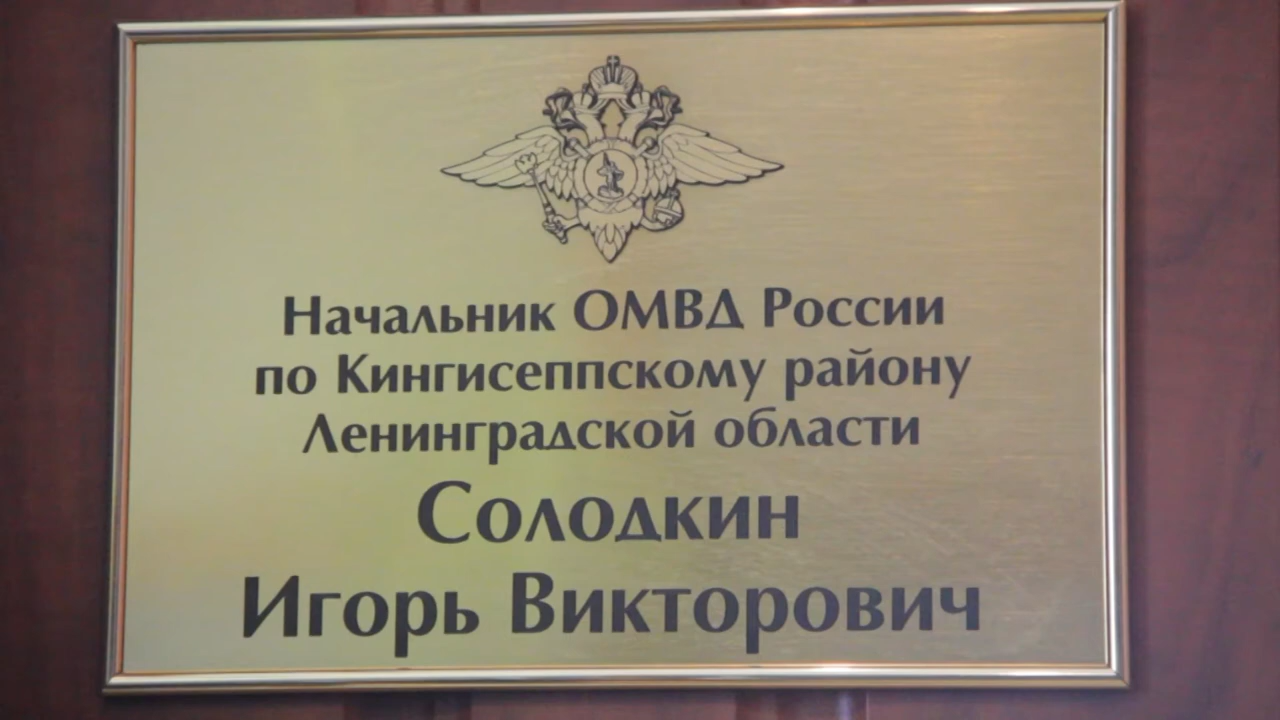 Начальник ОМВД России
по Кингисеппскому району
Ленинградской области
Солодкин
Игорь Викторович